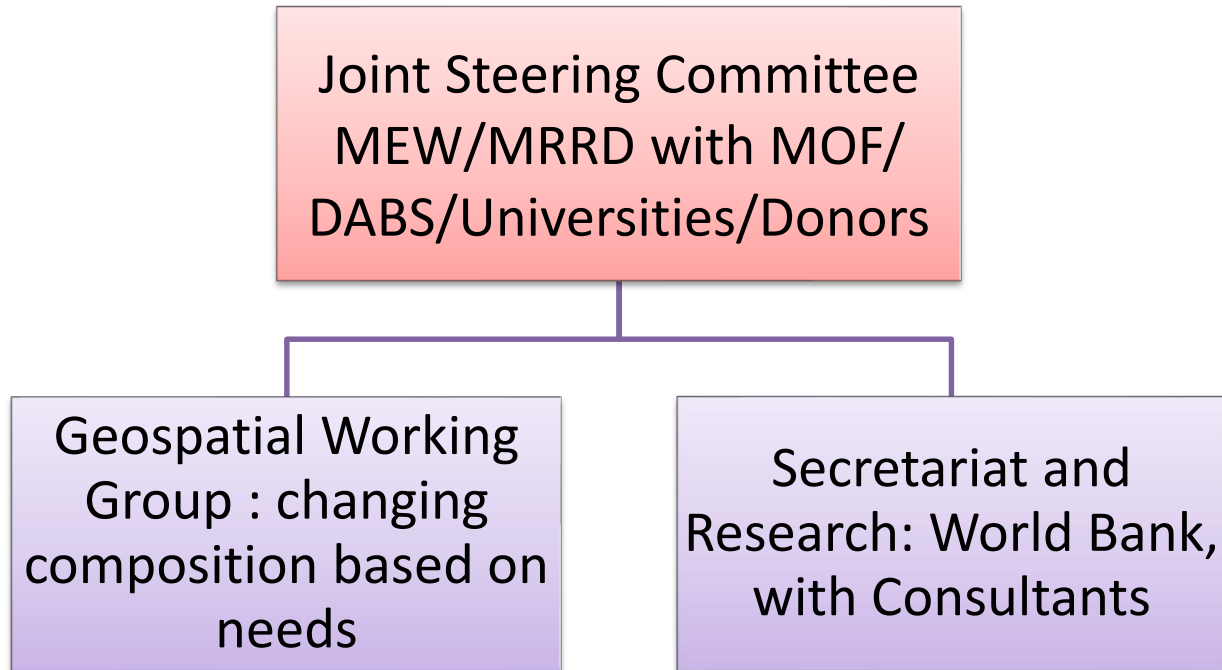 Joint Steering Committee
MEW/MRRD with MOF/
DABS/Universities/Donors
Geospatial Working
Group : changing
composition based on
needs
Secretariat and
Research: World Bank,
with Consultants